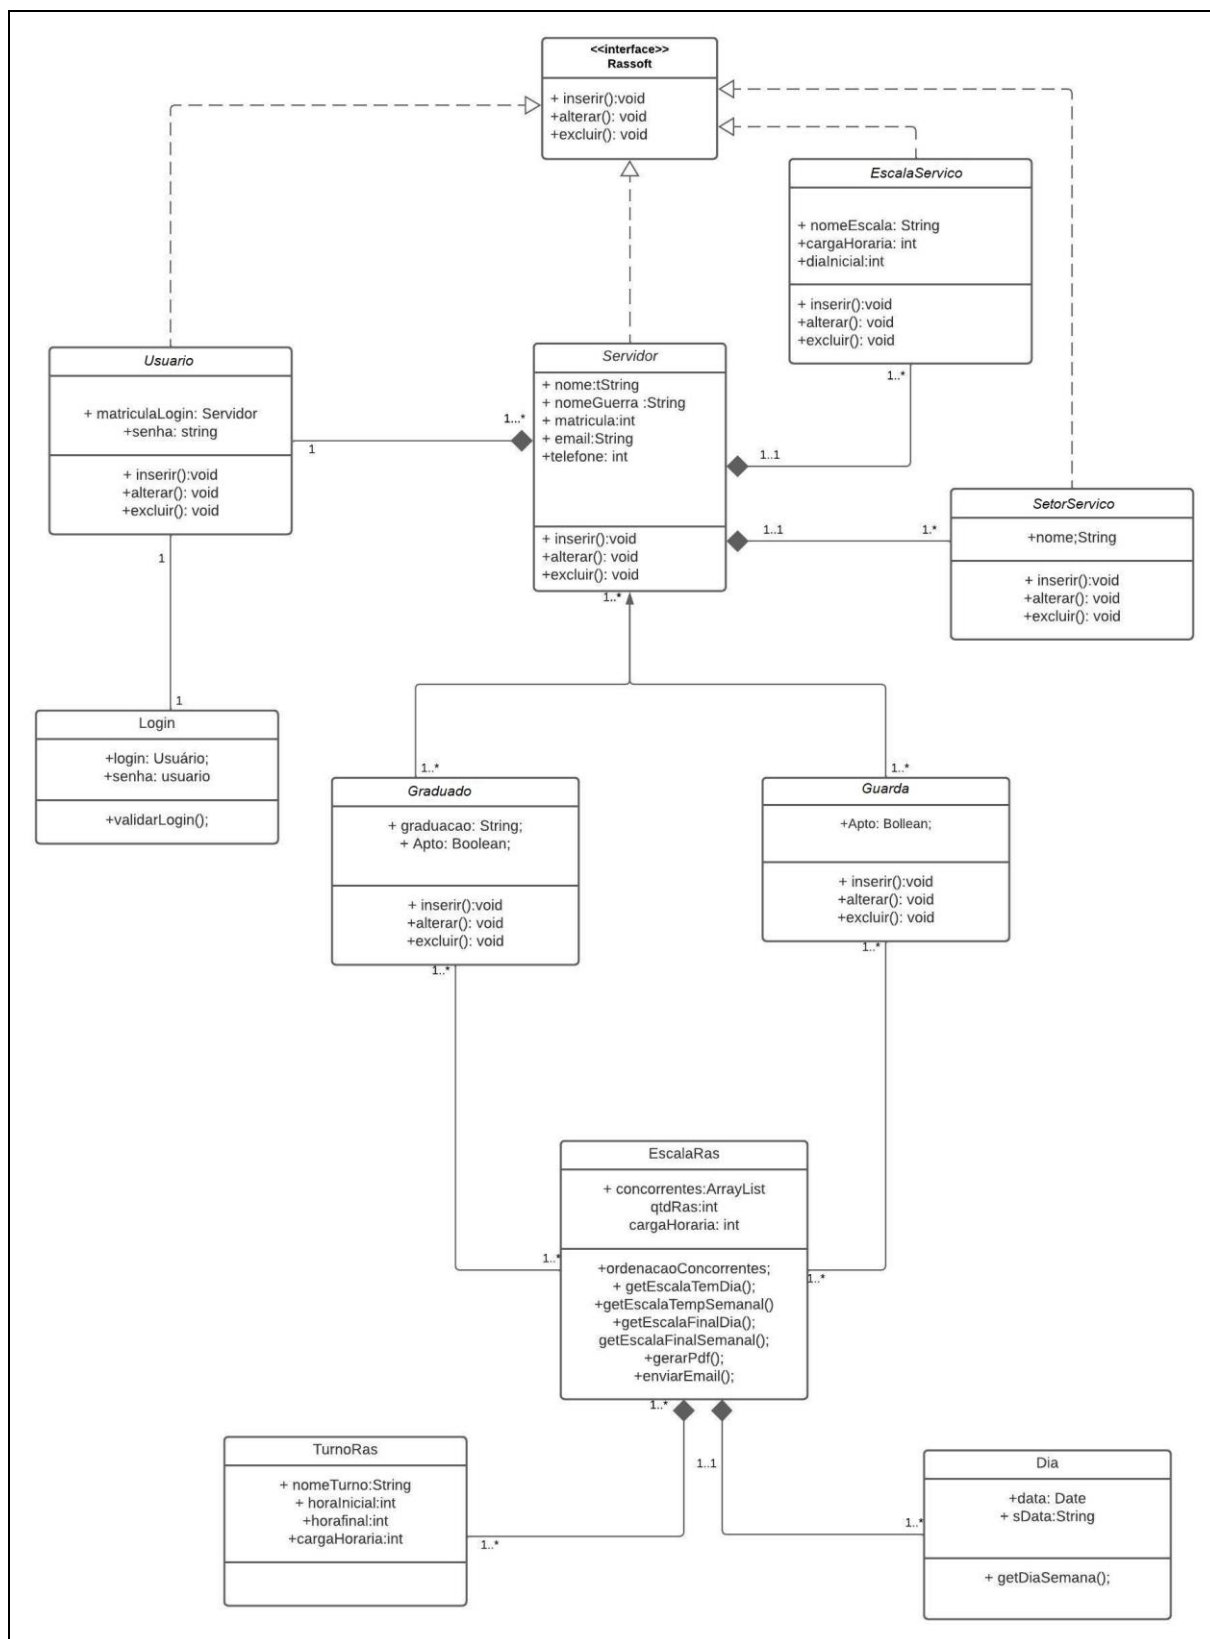 <<interface>>
Rassoft
+ inserir():void
+alterar(): void
+excluir(): void
EscalaServico
+ nomeEscala: String
+cargaHoraria: int
+diaInicial:int
+ inserir():void
+alterar(): void
+excluir(): void
1..*
Usuario
+ matriculaLogin: Servidor
+senha: string
+ inserir():void
+alterar(): void
+excluir(): void
1
1
1...*
Servidor
+ nome:tString
+ nomeGuerra :String
+ matricula:int
+ email:String
+telefone: int
+ inserir():void
+alterar(): void
+excluir(): void
1..*
1..1
1..1
1.*
SetorServico
+nome;String
+ inserir():void
+alterar(): void
+excluir(): void
1
Login
+login: Usuário;
+senha: usuario
+validarLogin();
1..*
Graduado
+ graduacao: String;
+ Apto: Boolean;
+ inserir():void
+alterar(): void
+excluir(): void
1..*
1..*
Guarda
+Apto: Bollean;
+ inserir():void
+alterar(): void
+excluir(): void
1..*
EscalaRas
+ concorrentes:ArrayList
qtdRas:int
cargaHoraria: int
1..*
1..*
+ordenacaoConcorrentes;
+ getEscalaTemDia();
+getEscalaTempSemanal()
+getEscalaFinalDia();
getEscalaFinalSemanal();
+gerarPdf();
+enviarEmail();
1..*
1..1
TurnoRas
+ nomeTurno:String
+ horaInicial:int
+horafinal:int
+cargaHoraria:int
1..*
1..*
Dia
+data: Date
+ sData:String
+ getDiaSemana();